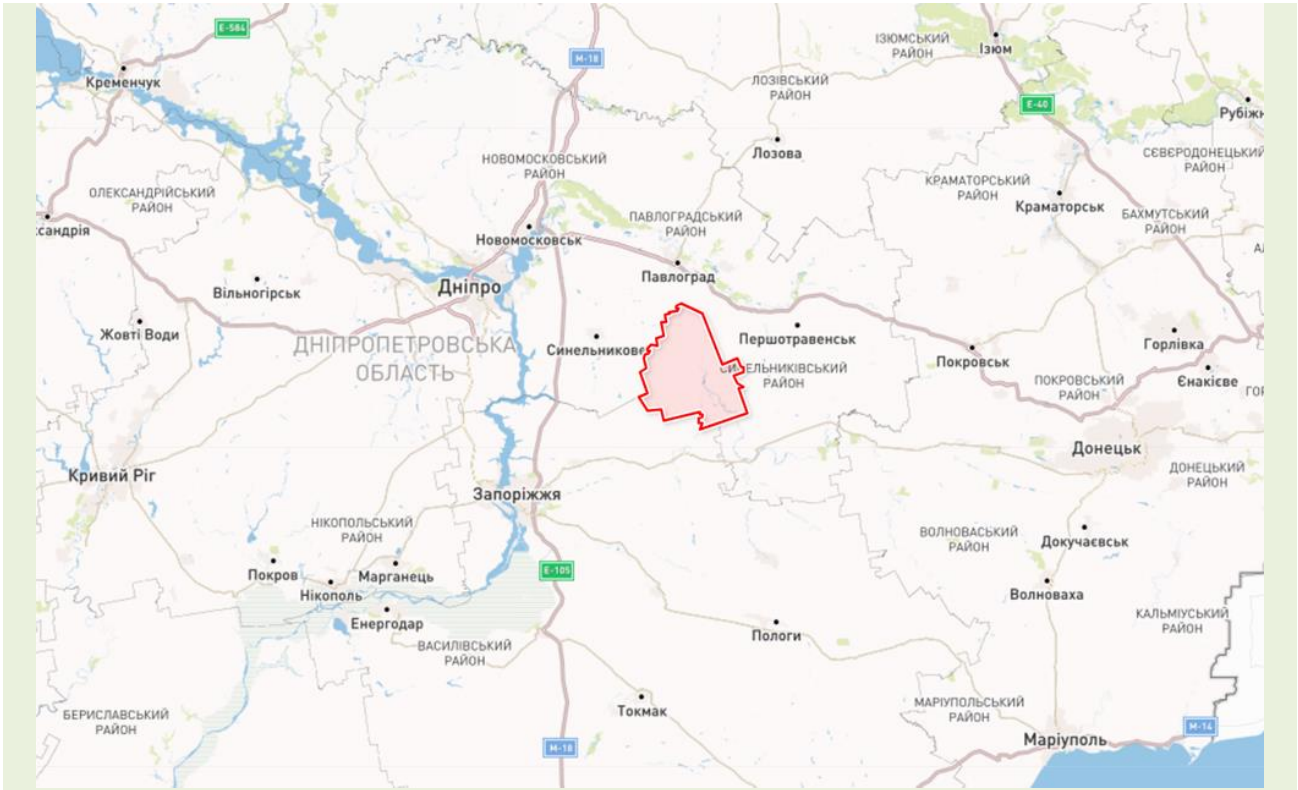 E-584
Кременчук
M-18
ІЗЮМСЬКИЙ
РАЙОН
Ізюм
ЛОЗІВСЬКИЙ
РАЙОН
E-40
Лозова
СЄВЄРОДОНЕЦЬКИЙ
РАЙОН
НОВОМОСКОВСЬКИЙ
РАЙОН
КРАМАТОРСЬКИЙ
РАЙОН
Краматорськ
БАХМУТСЬКИЙ
РАЙОН
ОЛЕКСАНДРІЙСЬКИЙ
РАЙОН
ПАВЛОГРАДСЬКИЙ
РАЙОН
Новомосковськ
Павлоград
Вільногірськ
Дніпро
Жовті Води
ДНІПРОПЕТРОВСЬКА
ОБЛАСТЬ
Синельникове
Першотравенськ
СИНЕЛЬНИКІВСЬКИЙ
РАЙОН
Покровськ
Горлівка
ПОКРОВСЬКИЙ
РАЙОН
Єнакієве
Донецьк
ДОНЕЦЬКИЙ
РАЙОН
Кривий Ріг
Запоріжжя
НІКОПОЛЬСЬКИЙ
РАЙОН
ВОЛНОВАСЬКИЙ
РАЙОН
Докучаєвськ
Покров
Марганець
Нікополь
E-105
Волноваха
Енергодар
ВАСИЛІВСЬКИЙ
РАЙОН
Пологи
КАЛЬМІУСЬКИЙ
РАЙОН
БЕРИСЛАВСЬКИЙ
РАЙОН
Токмак
МАРІУПОЛЬСЬКИЙ
РАЙОН
Маріуполь
M-14
M-18